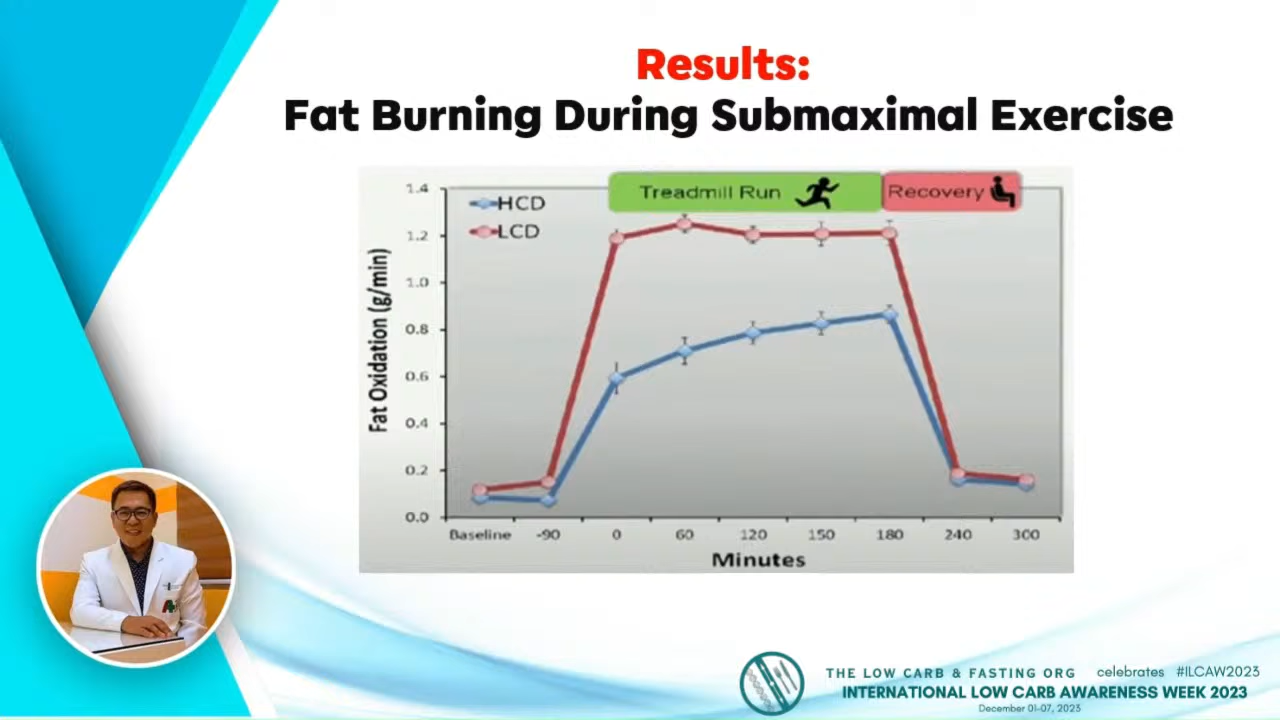 Results:
Fat Burning During Submaximal Exercise
Treadmill Run
Recovery
HCD
LCD
Fat Oxidation (g/min)
1.4
1.2
1.0
0.8
0.6
0.4
0.2
0.0
Baseline -90 0 60 120 150 180 240 300
Minutes
THE LOW CARB & FASTING ORG celebrates #ILCAW2023
INTERNATIONAL LOW CARB AWARENESS WEEK 2023
December 01-07, 2023